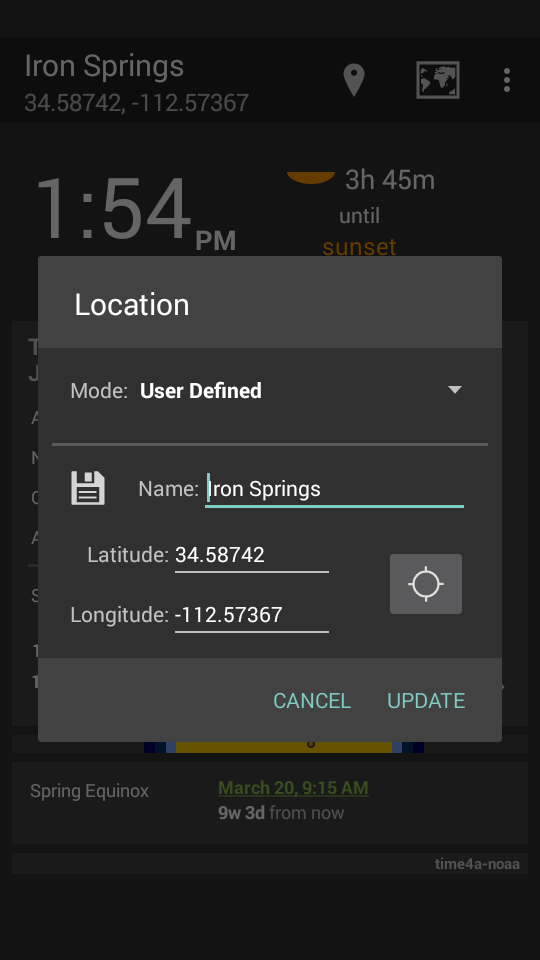 Iron Springs
34.58742, -112.57367
1:54 PM
3h 45m
until
sunset
Location
Mode: User Defined
Name: Iron Springs
Latitude: 34.58742
Longitude: -112.57367
CANCEL
UPDATE
Spring Equinox
March 20, 9:15 AM
9w 3d from now
time4a-noaa